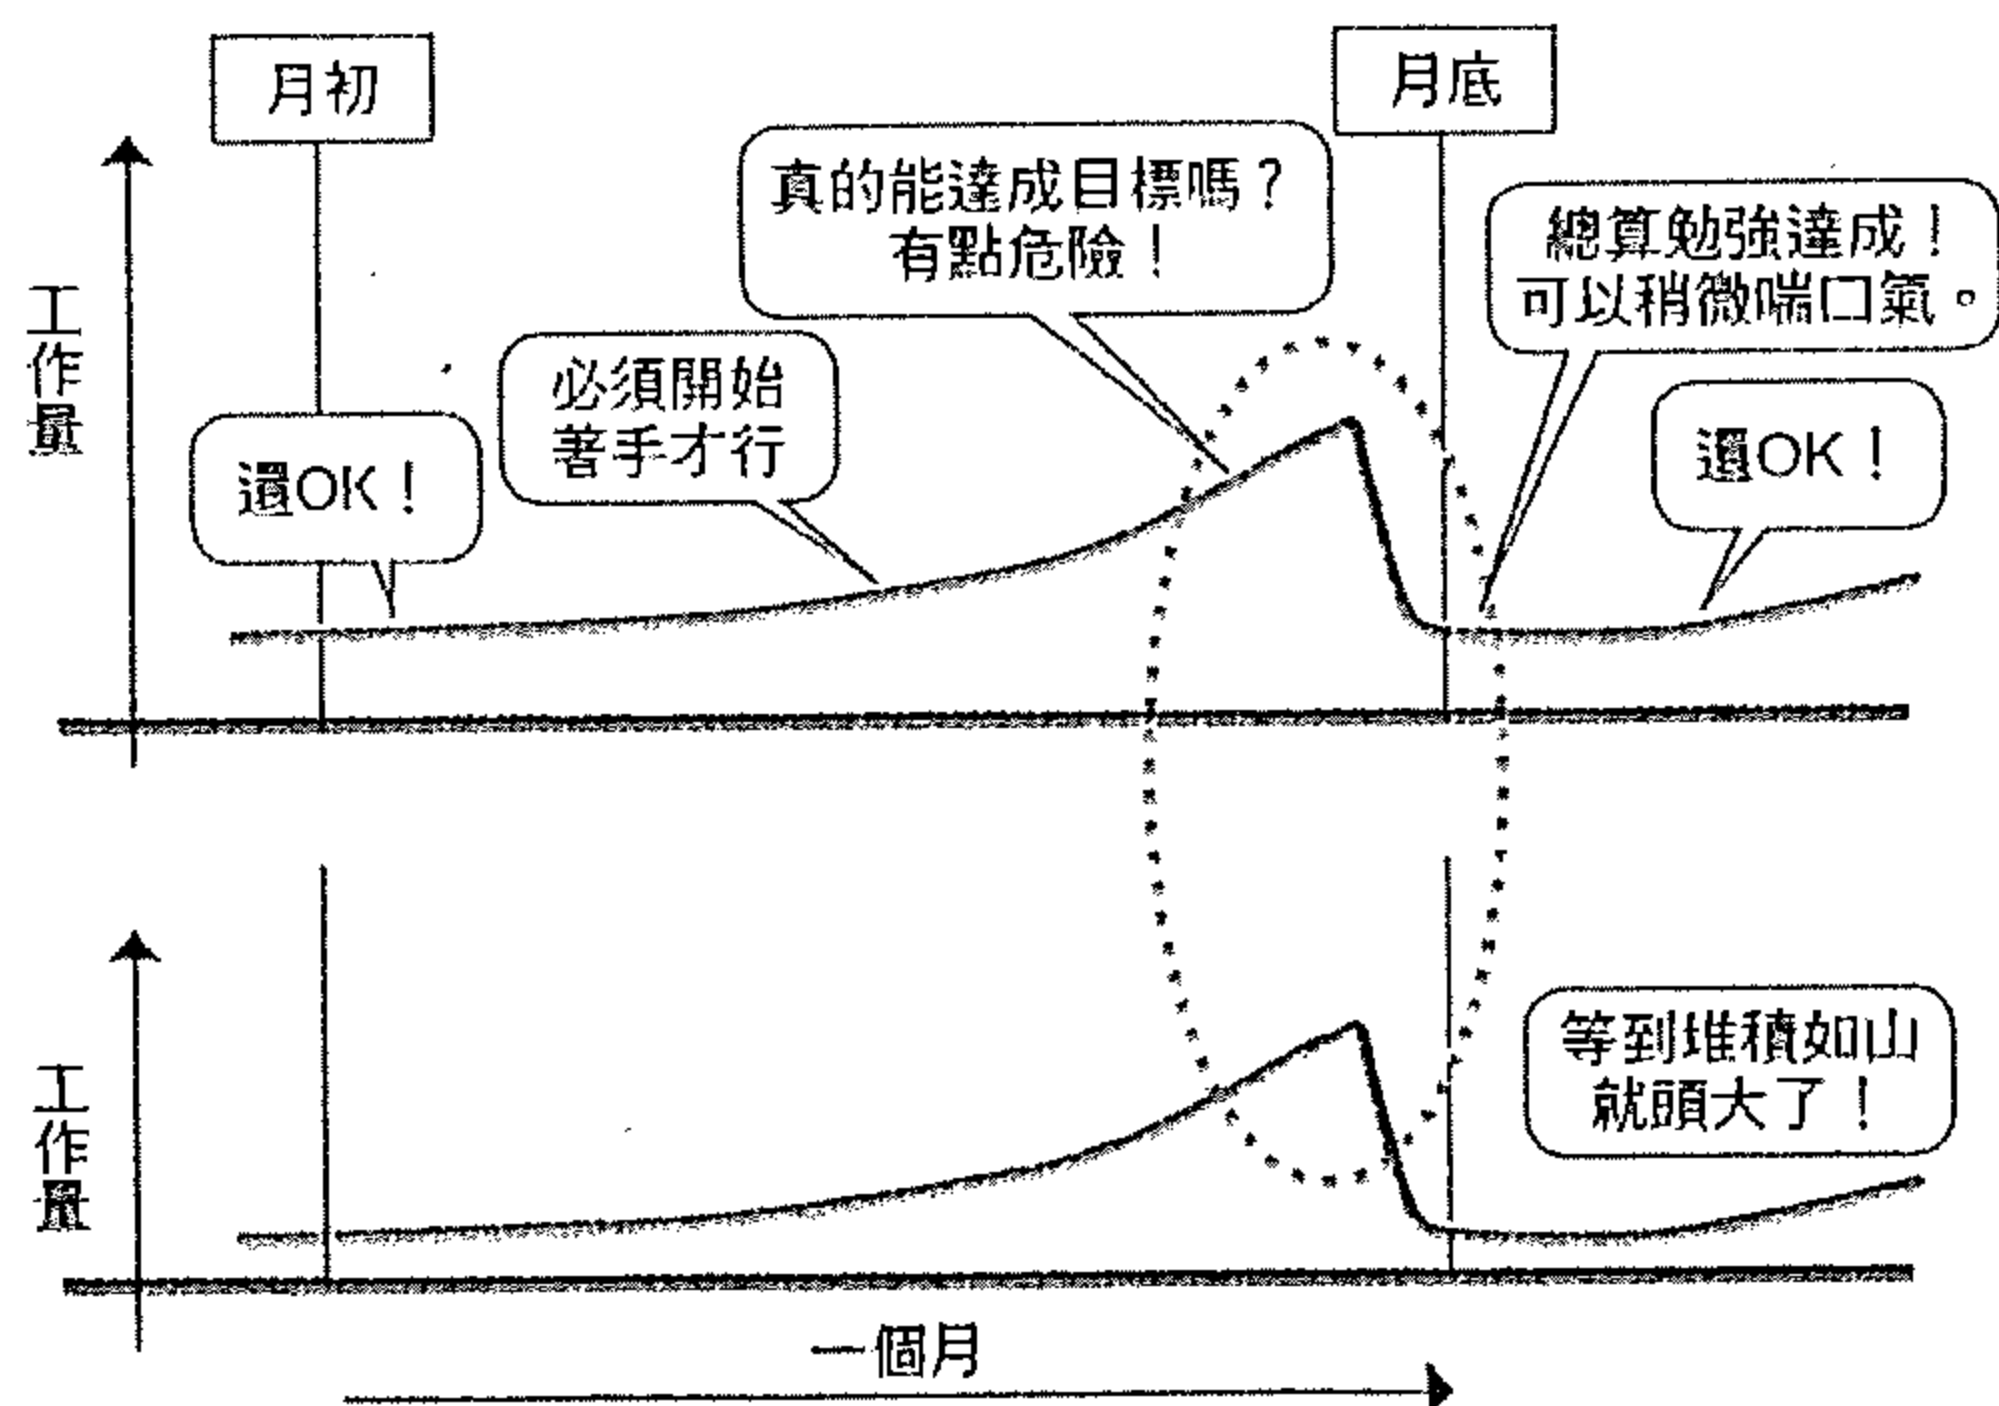 月初
月底
真的能達成目標嗎？
有點危險！
總算勉強達成！
可以稍微喘口氣。
必須開始
著手才行
還OK！
還OK！
工作量
等到堆積如山
就頭大了！
工作量
一個月